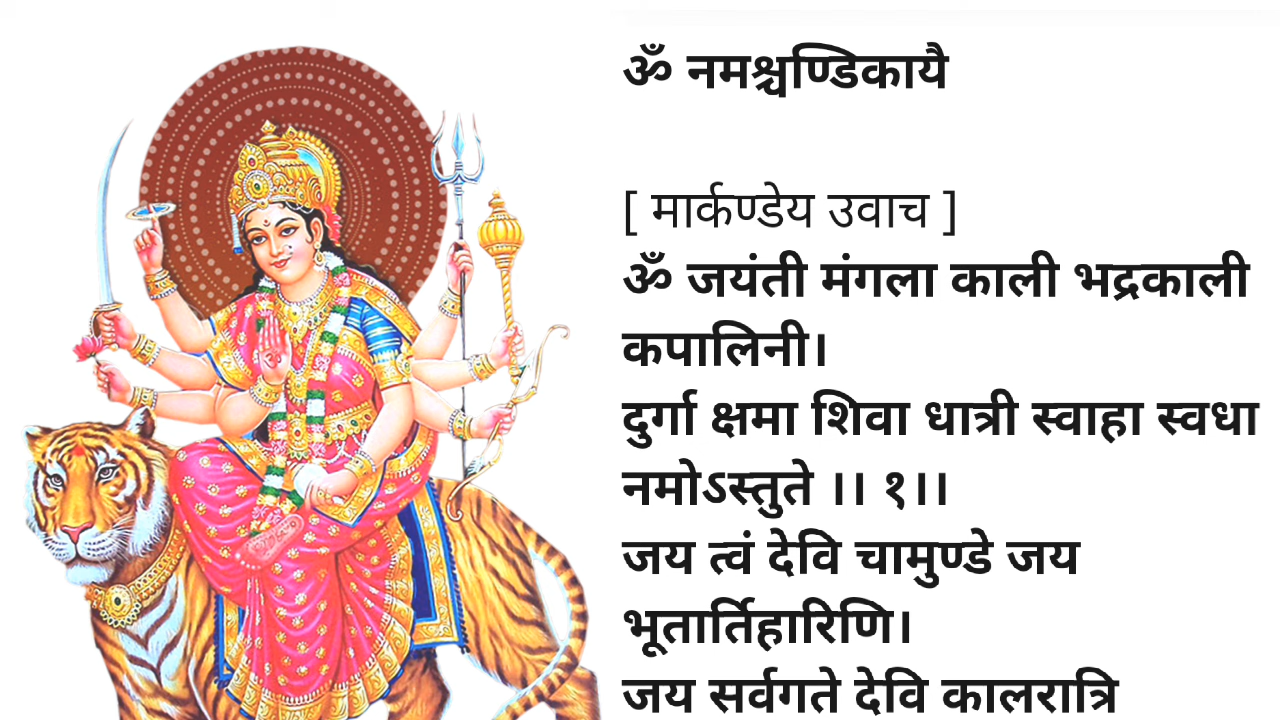 ॐ नमश्चण्डिकायै
[ मार्कण्डेय उवाच ]
ॐ जयंती मंगला काली भद्रकाली
कपालिनी।
दुर्गा क्षमा शिवा धात्री स्वाहा स्वधा
नमोऽस्तुते ।। १।।
जय त्वं देवि चामुण्डे जय
भूतार्तिहारिणि।
जय सर्वगते देवि कालरात्रि